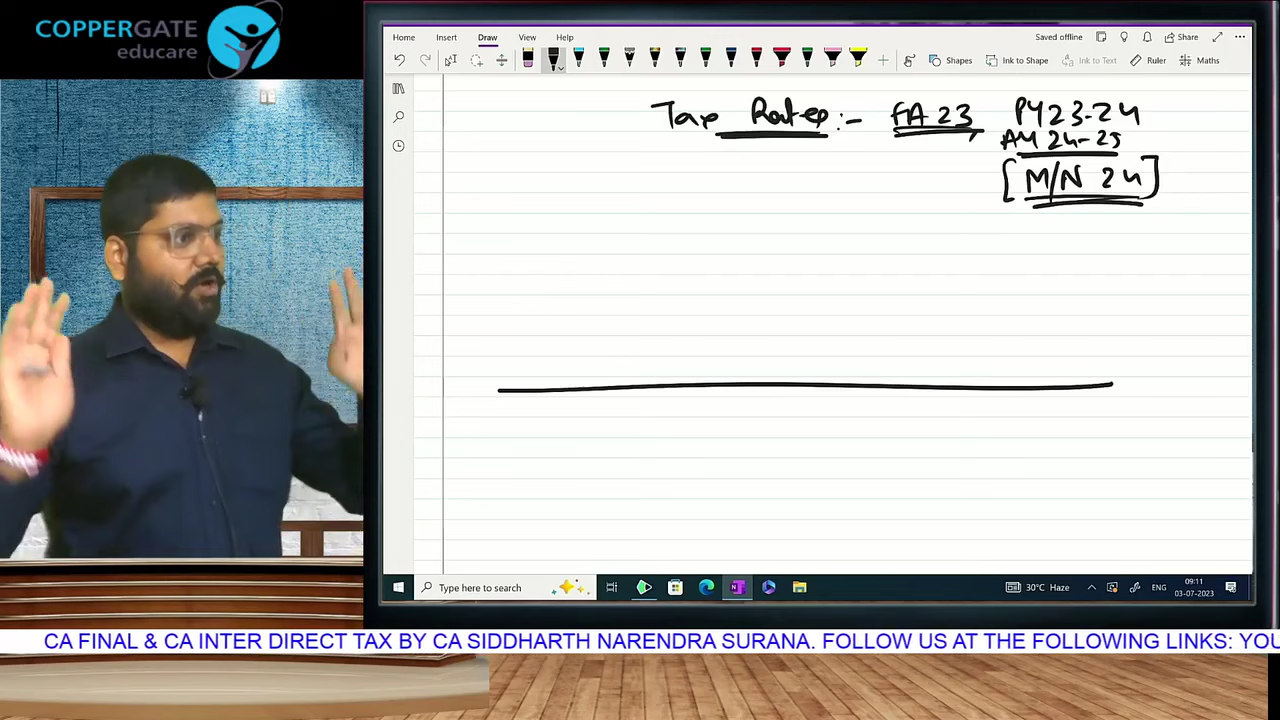 COPPERGATE
educare
Home Insert Draw View Help
Saved offline Share
Shapes Ink to Shape Ink to Text Ruler Maths
Tax Rates :- FA 23, PY 23-24
AY 24-25
[M/N 24]
Type here to search
30°C Haze ENG 09:11
03-07-2023
CA FINAL & CA INTER DIRECT TAX BY CA SIDDHARTH NARENDRA SURANA. FOLLOW US AT THE FOLLOWING LINKS: YOU